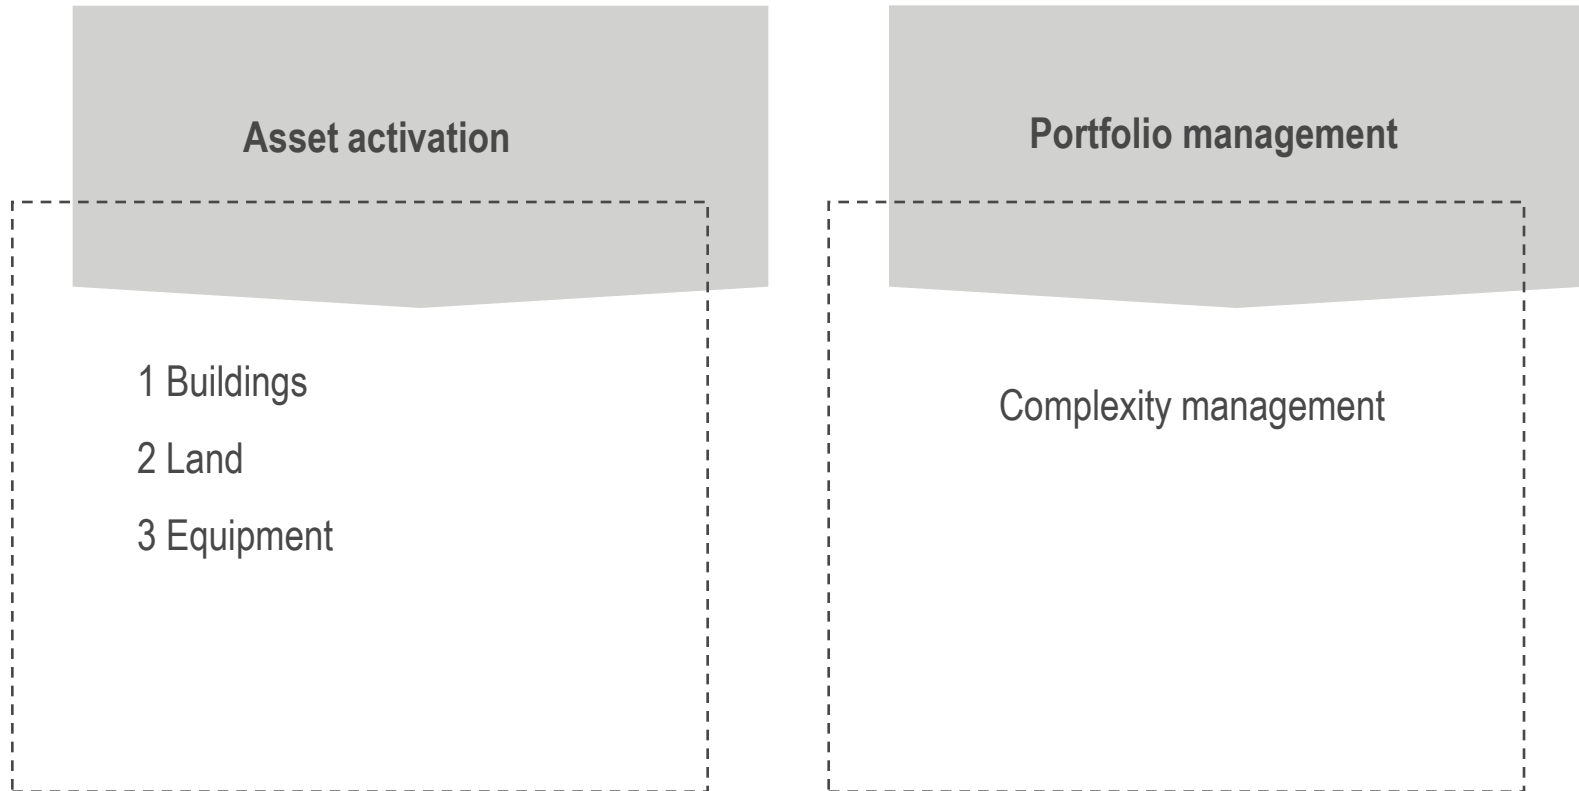 Asset activation
1 Buildings
2 Land
3 Equipment
Portfolio management
Complexity management